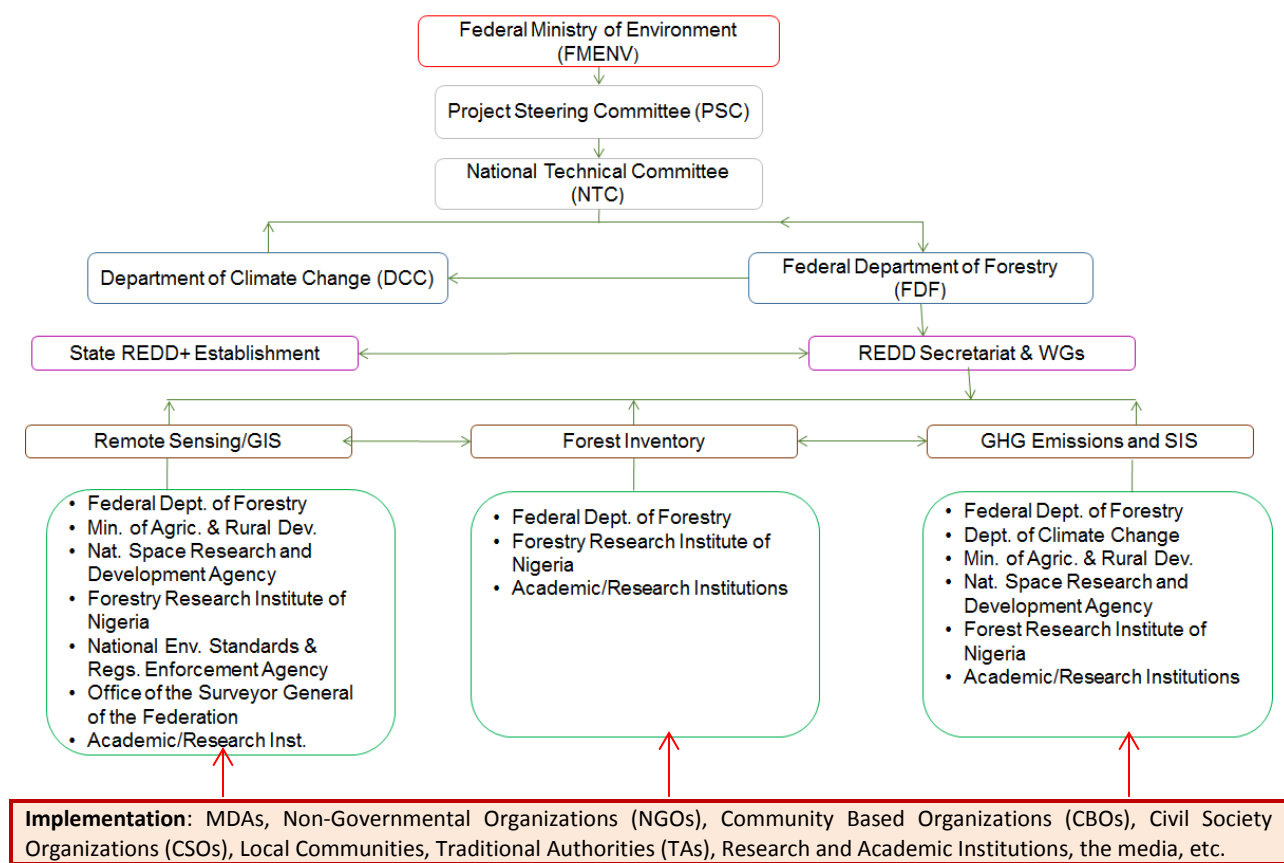 Federal Ministry of Environment
(FMENV)
Project Steering Committee (PSC)
National Technical Committee
(NTC)
Department of Climate Change (DCC)
Federal Department of Forestry
(FDF)
State REDD+ Establishment
REDD Secretariat & WGs
Remote Sensing/GIS
Forest Inventory
GHG Emissions and SIS
• Federal Dept. of Forestry
• Min. of Agric. & Rural Dev.
• Nat. Space Research and
Development Agency
• Forestry Research Institute of
Nigeria
• National Env. Standards &
Regs. Enforcement Agency
• Office of the Surveyor General
of the Federation
• Academic/Research Inst.
• Federal Dept. of Forestry
• Forestry Research Institute of
Nigeria
• Academic/Research Institutions
• Federal Dept. of Forestry
• Dept. of Climate Change
• Min. of Agric. & Rural Dev.
• Nat. Space Research and
Development Agency
• Forest Research Institute of
Nigeria
• Academic/Research Institutions
Implementation: MDAs, Non-Governmental Organizations (NGOs), Community Based Organizations (CBOs), Civil Society
Organizations (CSOs), Local Communities, Traditional Authorities (TAs), Research and Academic Institutions, the media, etc.